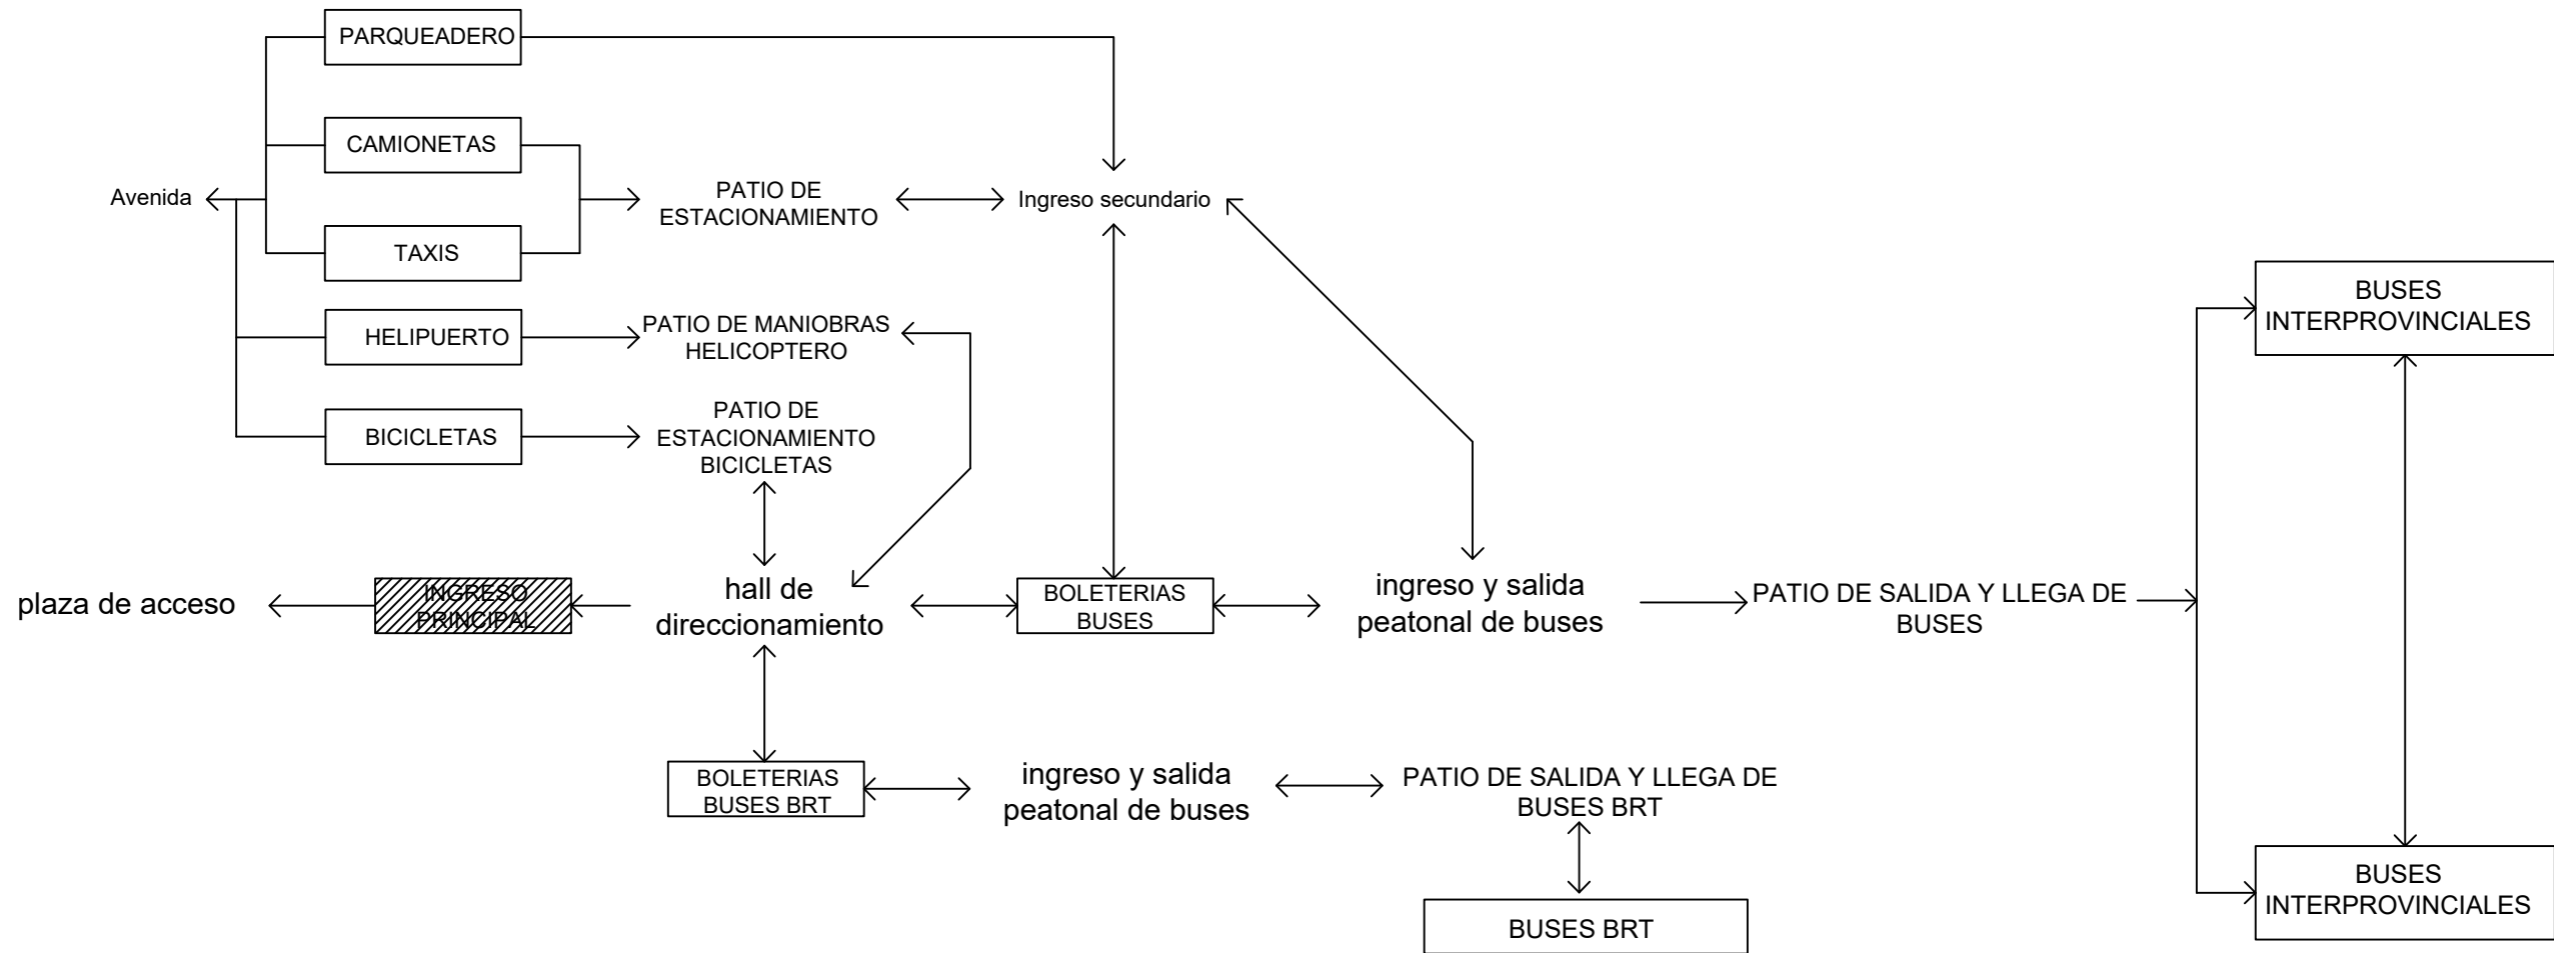 PARQUEADERO
CAMIONETAS
Avenida
PATIO DE
ESTACIONAMIENTO
Ingreso secundario
TAXIS
HELIPUERTO
PATIO DE MANIOBRAS
HELICOPTERO
BUSES
INTERPROVINCIALES
BICICLETAS
PATIO DE
ESTACIONAMIENTO
BICICLETAS
plaza de acceso
INGRESO
PRINCIPAL
hall de
direccionamiento
BOLETERIAS
BUSES
ingreso y salida
peatonal de buses
PATIO DE SALIDA Y LLEGA DE
BUSES
BOLETERIAS
BUSES BRT
ingreso y salida
peatonal de buses
PATIO DE SALIDA Y LLEGA DE
BUSES BRT
BUSES BRT
BUSES
INTERPROVINCIALES